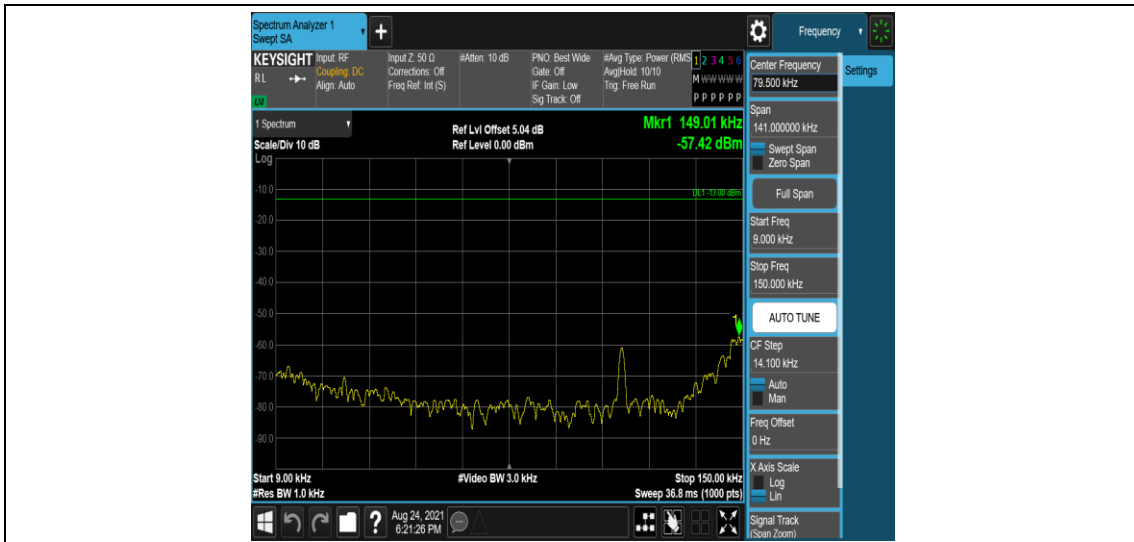 Spectrum Analyzer 1
Swept SA
+
Frequency
KEYSIGHT
RL
LXI
Input: RF
Coupling: DC
Align: Auto
Input Z: 50 Ω
Corrections: Off
Freq Ref: Int (S)
#Atten: 10 dB
PNO: Best Wide
Gate: Off
IF Gain: Low
Sig Track: Off
#Avg Type: Power (RMS
Avg|Hold: 10/10
Trig: Free Run
1 2 3 4 5 6
M W W W W W
P P P P P P
Center Frequency
79.500 kHz
Settings
1 Spectrum
Scale/Div 10 dB
Log
Ref Lvl Offset 5.04 dB
Ref Level 0.00 dBm
Mkr1 149.01 kHz
-57.42 dBm
DL1 -13.00 dBm
-10.0
-20.0
-30.0
-40.0
-50.0
-60.0
-70.0
-80.0
-90.0
1
Start 9.00 kHz
#Res BW 1.0 kHz
#Video BW 3.0 kHz
Stop 150.00 kHz
Sweep 36.8 ms (1000 pts)
Span
141.000000 kHz
Swept Span
Zero Span
Full Span
Start Freq
9.000 kHz
Stop Freq
150.000 kHz
AUTO TUNE
CF Step
14.100 kHz
Auto
Man
Freq Offset
0 Hz
X Axis Scale
Log
Lin
Signal Track
(Span Zoom)
?
Aug 24, 2021
6:21:26 PM